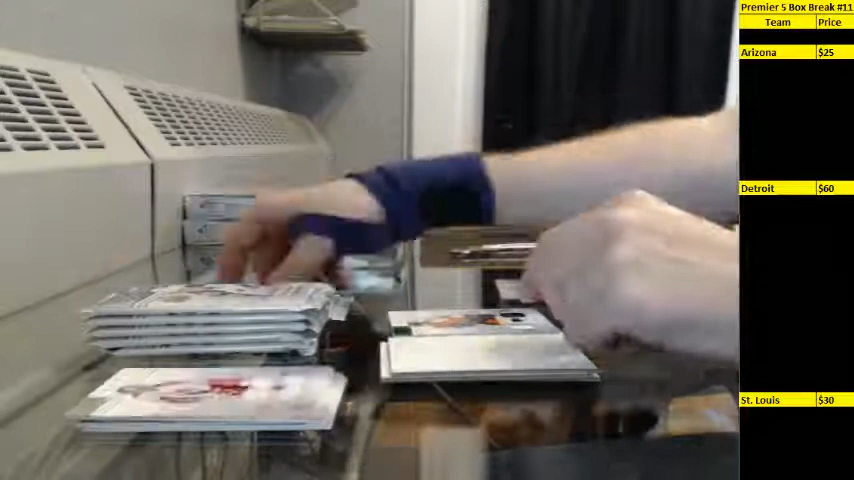 Premier 5 Box Break #11
Team Price
Arizona $25
Detroit $60
St. Louis $30